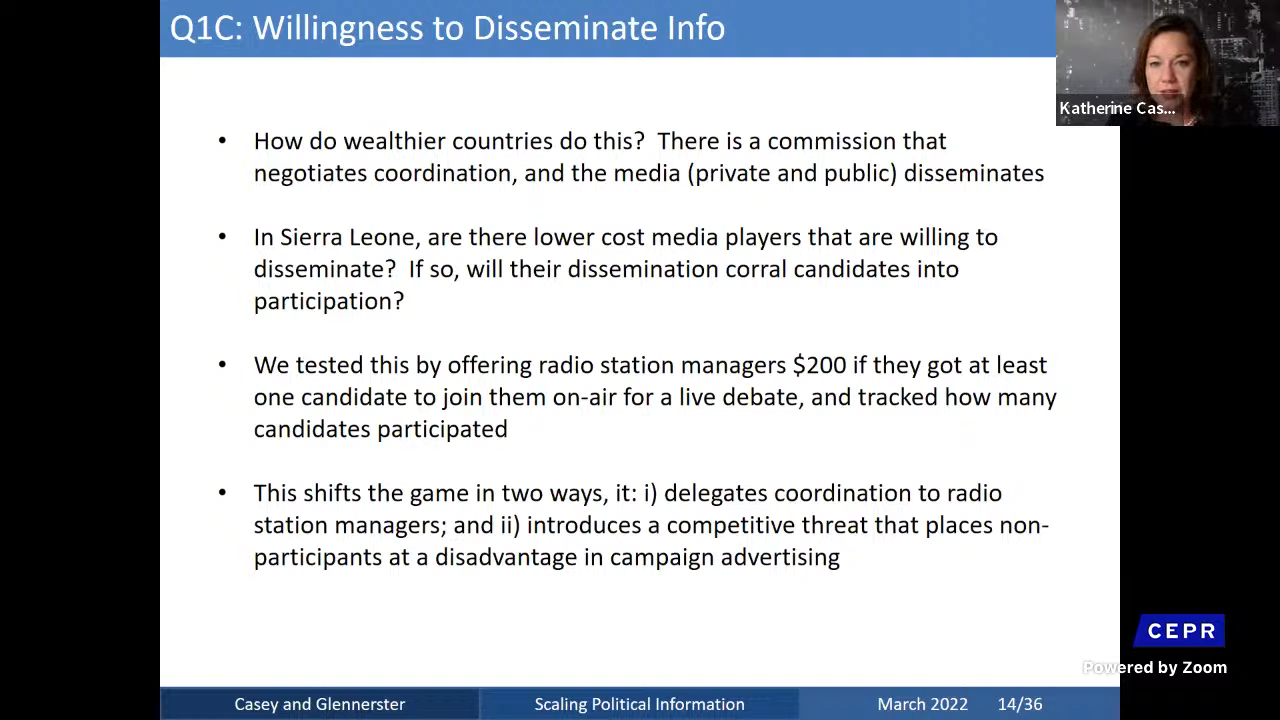 Q1C: Willingness to Disseminate Info
Katherine Cas...
• How do wealthier countries do this? There is a commission that
negotiates coordination, and the media (private and public) disseminates
• In Sierra Leone, are there lower cost media players that are willing to
disseminate? If so, will their dissemination corral candidates into
participation?
• We tested this by offering radio station managers $200 if they got at least
one candidate to join them on-air for a live debate, and tracked how many
candidates participated
• This shifts the game in two ways, it: i) delegates coordination to radio
station managers; and ii) introduces a competitive threat that places non-
participants at a disadvantage in campaign advertising
CEPR
Powered by Zoom
Casey and Glennerster
Scaling Political Information
March 2022
14/36